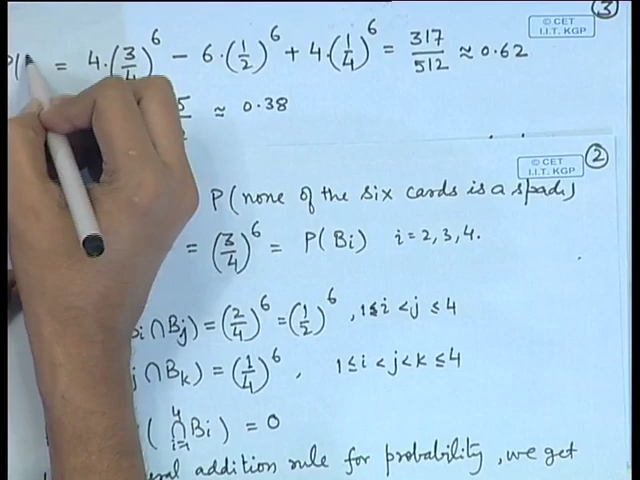 3
© CET
I.I.T. KGP
P( = 4·(3/4)^6 − 6·(1/2)^6 + 4·(1/4)^6 = 317/512 ≈ 0.62
≈ 0.38
© CET
I.I.T. KGP
2
P(none of the six cards is a spade)
= (3/4)^6 = P(Bi) i = 2, 3, 4.
i ∩ Bj) = (2/4)^6 = (1/2)^6 , 1 ≤ i < j ≤ 4
j ∩ Bk) = (1/4)^6 , 1 ≤ i < j < k ≤ 4
( ⋂_{i=1}^{4} Bi ) = 0
addition rule for probability, we get